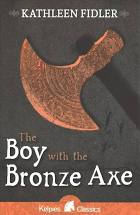 KATHLEEN FIDLER
The
Boy with the
Bronze Axe
Kelpies Classics